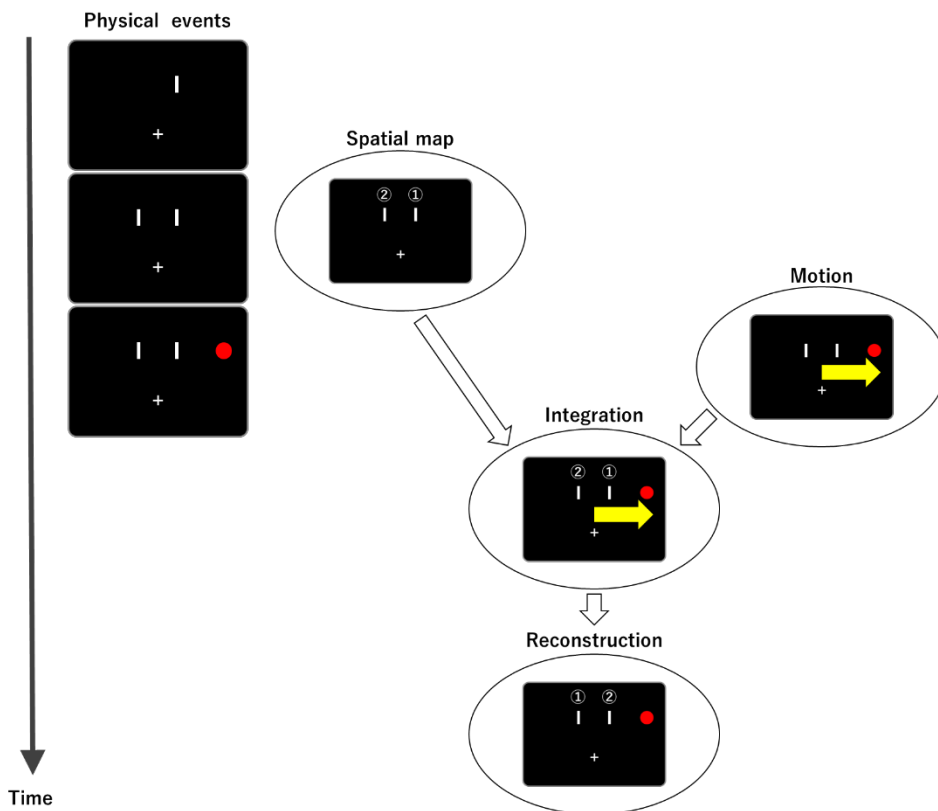 Physical events
Spatial map
② ①
Motion
Integration
② ①
Reconstruction
① ②
Time